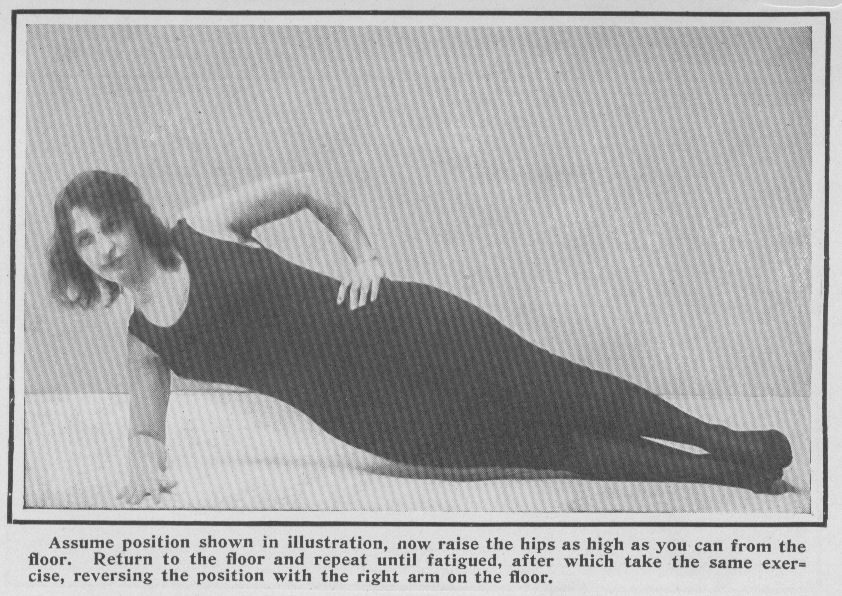 Assume position shown in illustration, now raise the hips as high as you can from the
floor. Return to the floor and repeat until fatigued, after which take the same exer=
cise, reversing the position with the right arm on the floor.